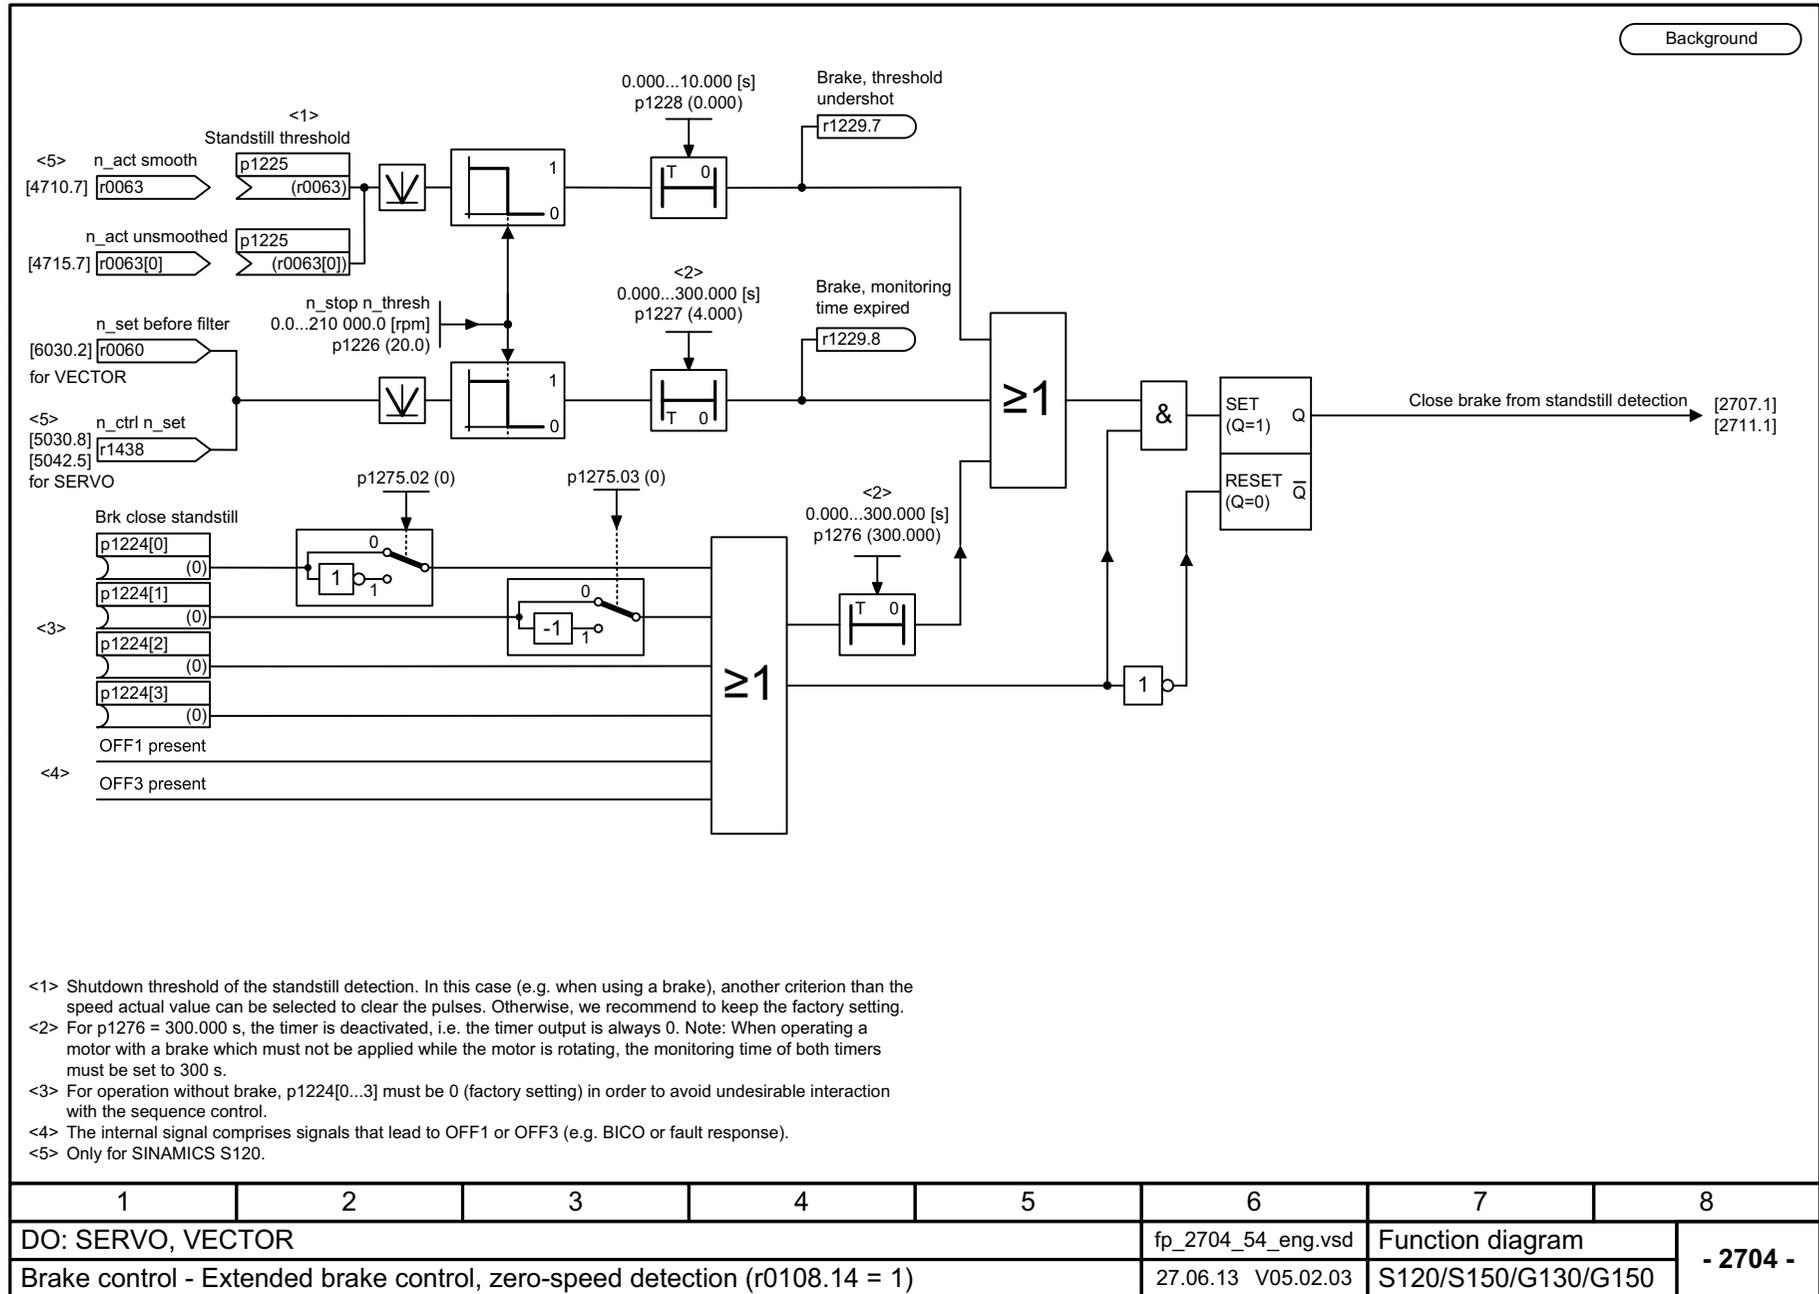 Background
0.000...10.000 [s]
p1228 (0.000)
Brake, threshold
undershot
r1229.7
<1>
Standstill threshold
<5> n_act smooth
[4710.7] r0063
p1225
(r0063)
T 0
1
0
n_act unsmoothed
[4715.7] r0063[0]
p1225
(r0063[0])
n_stop n_thresh
0.0...210 000.0 [rpm]
p1226 (20.0)
<2>
0.000...300.000 [s]
p1227 (4.000)
Brake, monitoring
time expired
r1229.8
n_set before filter
[6030.2] r0060
for VECTOR
<5>
[5030.8]
[5042.5]
n_ctrl n_set
r1438
for SERVO
1
0
T 0
≥1
&
SET
(Q=1)
Q
RESET
(Q=0)
Q
Close brake from standstill detection
[2707.1]
[2711.1]
p1275.02 (0)
p1275.03 (0)
<2>
0.000...300.000 [s]
p1276 (300.000)
T 0
Brk close standstill
p1224[0]
(0)
0
1
1
p1224[1]
(0)
0
-1
1
<3>
p1224[2]
(0)
p1224[3]
(0)
≥1
1
OFF1 present
<4>
OFF3 present
<1> Shutdown threshold of the standstill detection. In this case (e.g. when using a brake), another criterion than the
speed actual value can be selected to clear the pulses. Otherwise, we recommend to keep the factory setting.
<2> For p1276 = 300.000 s, the timer is deactivated, i.e. the timer output is always 0. Note: When operating a
motor with a brake which must not be applied while the motor is rotating, the monitoring time of both timers
must be set to 300 s.
<3> For operation without brake, p1224[0...3] must be 0 (factory setting) in order to avoid undesirable interaction
with the sequence control.
<4> The internal signal comprises signals that lead to OFF1 or OFF3 (e.g. BICO or fault response).
<5> Only for SINAMICS S120.
1 2 3 4 5 6 7 8
DO: SERVO, VECTOR
fp_2704_54_eng.vsd
Function diagram
- 2704 -
Brake control - Extended brake control, zero-speed detection (r0108.14 = 1)
27.06.13 V05.02.03
S120/S150/G130/G150